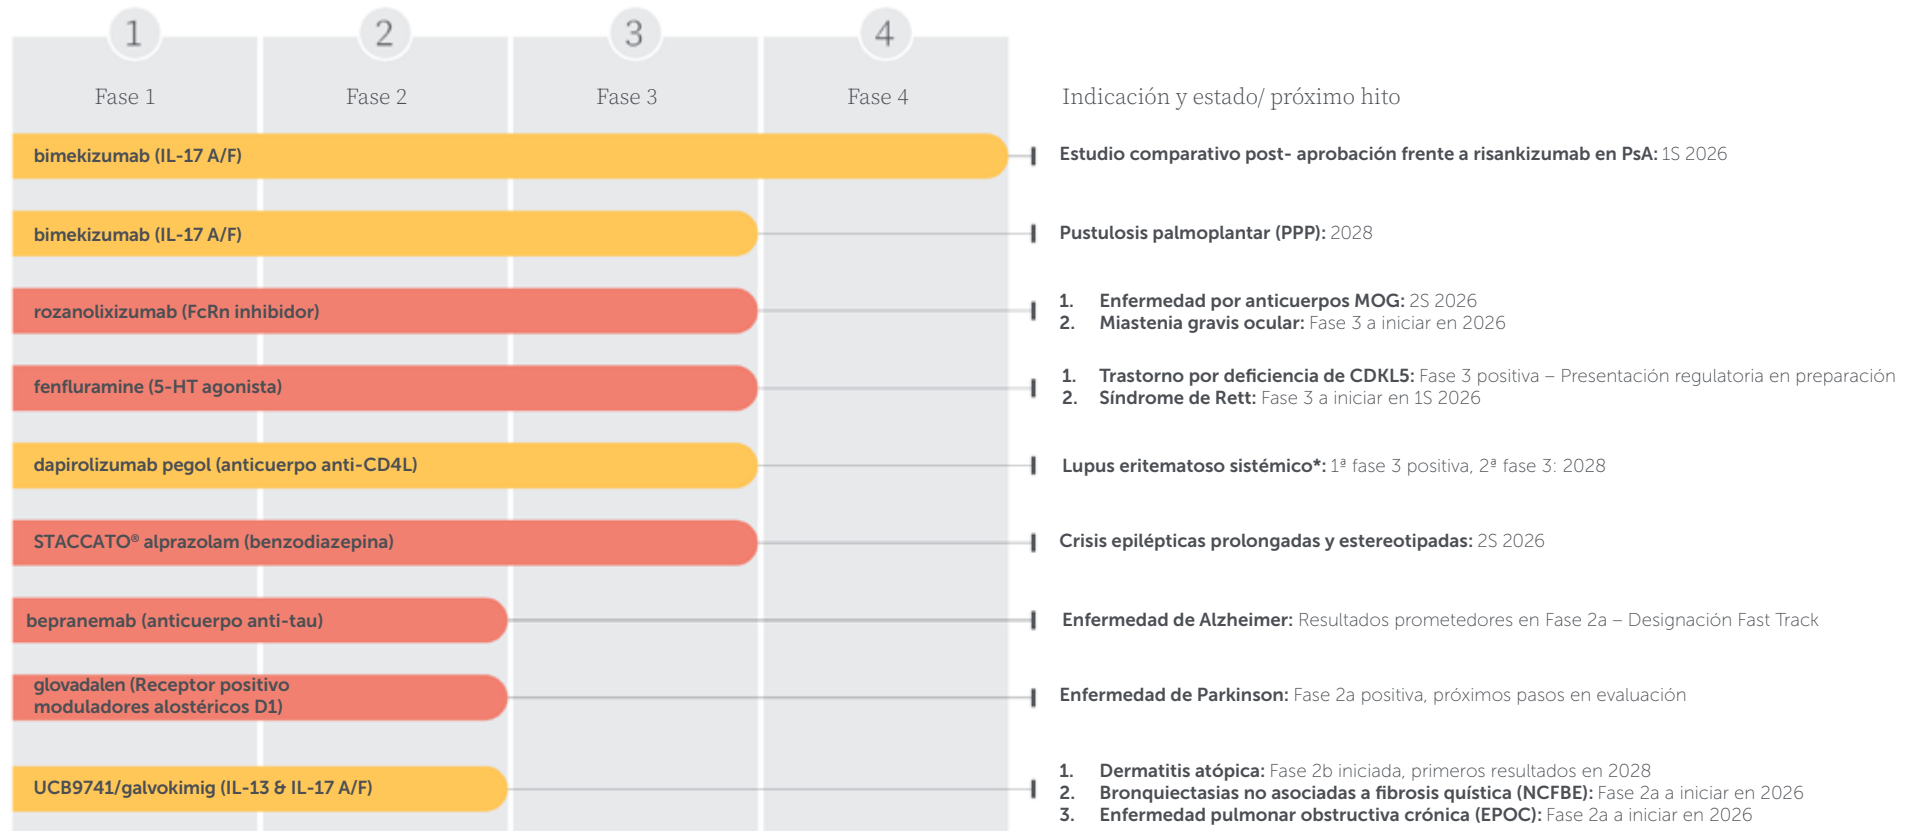 1 2 3 4
Fase 1 Fase 2 Fase 3 Fase 4 Indicación y estado/ próximo hito
bimekizumab (IL-17 A/F) Estudio comparativo post- aprobación frente a risankizumab en PsA: 1S 2026
bimekizumab (IL-17 A/F) Pustulosis palmoplantar (PPP): 2028
rozanolixizumab (FcRn inhibidor)
1. Enfermedad por anticuerpos MOG: 2S 2026
2. Miastenia gravis ocular: Fase 3 a iniciar en 2026
fenfluramine (5-HT agonista)
1. Trastorno por deficiencia de CDKL5: Fase 3 positiva – Presentación regulatoria en preparación
2. Síndrome de Rett: Fase 3 a iniciar en 1S 2026
dapirolizumab pegol (anticuerpo anti-CD4L) Lupus eritematoso sistémico*: 1ª fase 3 positiva, 2ª fase 3: 2028
STACCATO® alprazolam (benzodiazepina) Crisis epilépticas prolongadas y estereotipadas: 2S 2026
bepranemab (anticuerpo anti-tau) Enfermedad de Alzheimer: Resultados prometedores en Fase 2a – Designación Fast Track
glovadalen (Receptor positivo
moduladores alostéricos D1)
Enfermedad de Parkinson: Fase 2a positiva, próximos pasos en evaluación
UCB9741/galvokimig (IL-13 & IL-17 A/F)
1. Dermatitis atópica: Fase 2b iniciada, primeros resultados en 2028
2. Bronquiectasias no asociadas a fibrosis quística (NCFBE): Fase 2a a iniciar en 2026
3. Enfermedad pulmonar obstructiva crónica (EPOC): Fase 2a a iniciar en 2026